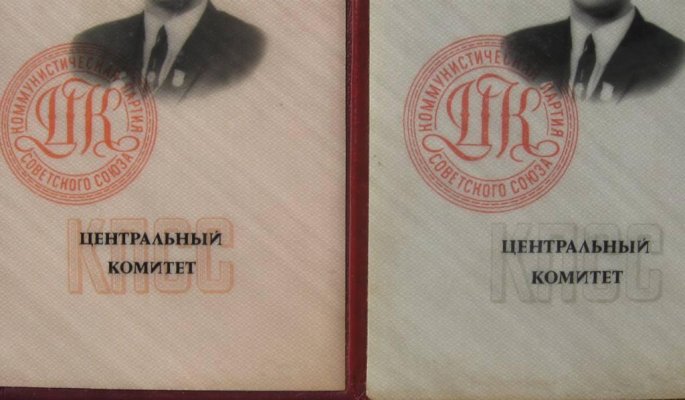 КОММУНИСТИЧЕСКАЯ ПАРТИЯ
СОВЕТСКОГО СОЮЗА
ЦК
КПСС
ЦЕНТРАЛЬНЫЙ
КОМИТЕТ
КОММУНИСТИЧЕСКАЯ ПАРТИЯ
СОВЕТСКОГО СОЮЗА
ЦК
КПСС
ЦЕНТРАЛЬНЫЙ
КОМИТЕТ